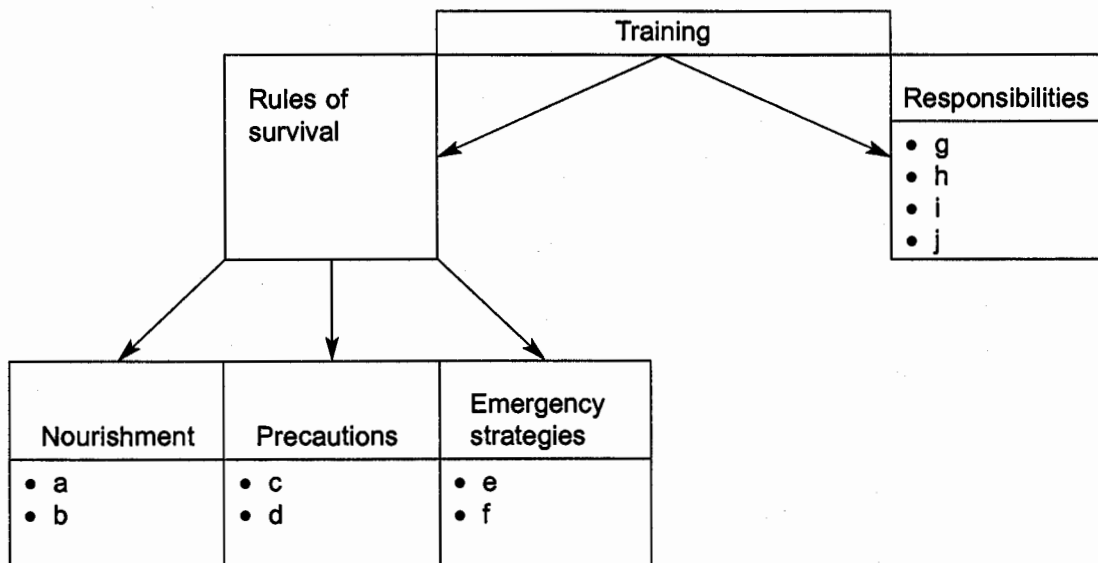 Training
Rules of
survival
Responsibilities
• g
• h
• i
• j
Nourishment
• a
• b
Precautions
• c
• d
Emergency
strategies
• e
• f